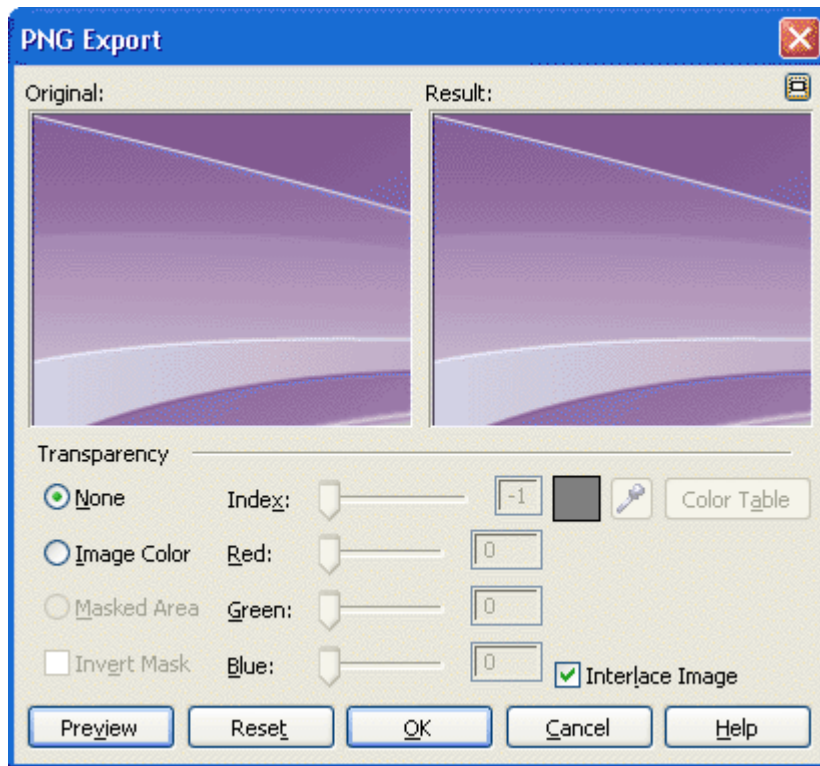 PNG Export
Original: Result:
Transparency
None Index: -1 Color Table
Image Color Red: 0
Masked Area Green: 0
Invert Mask Blue: 0 Interlace Image
Preview Reset OK Cancel Help